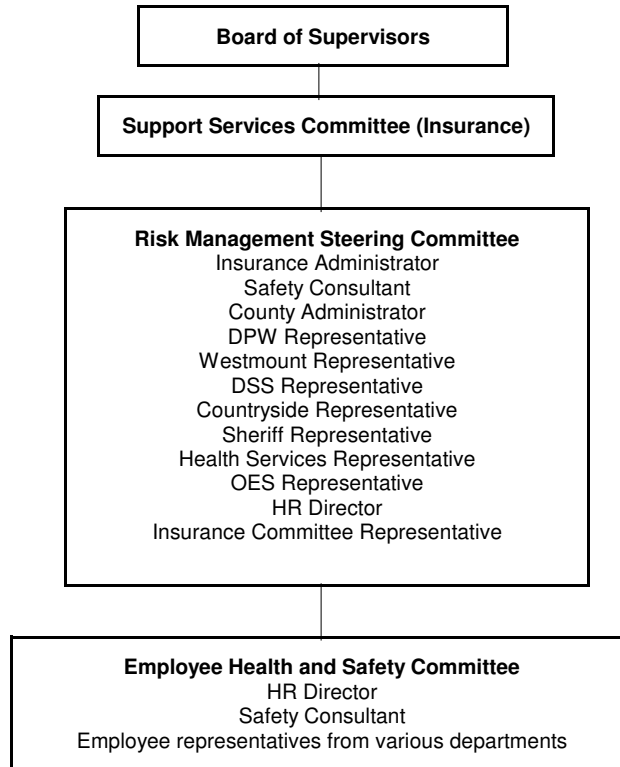 Board of Supervisors
Support Services Committee (Insurance)
Risk Management Steering Committee
Insurance Administrator
Safety Consultant
County Administrator
DPW Representative
Westmount Representative
DSS Representative
Countryside Representative
Sheriff Representative
Health Services Representative
OES Representative
HR Director
Insurance Committee Representative
Employee Health and Safety Committee
HR Director
Safety Consultant
Employee representatives from various departments